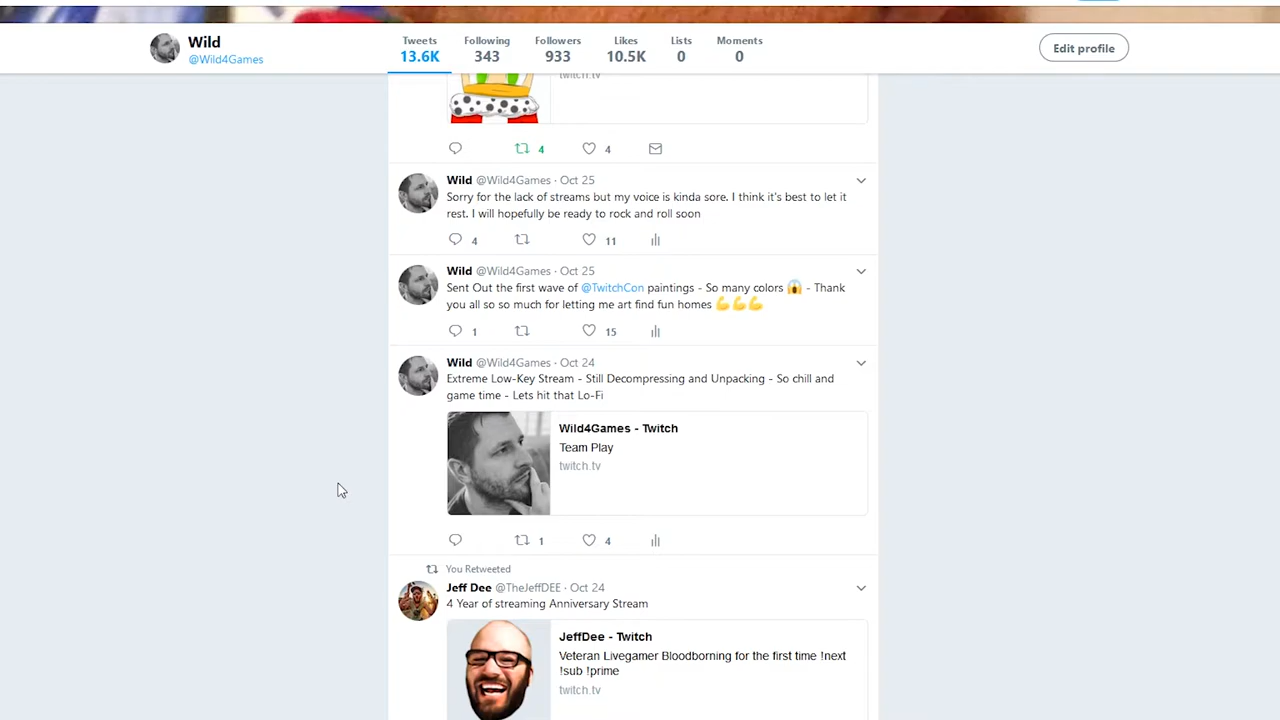 Wild
@Wild4Games
Tweets
13.6K
Following
343
Followers
933
Likes
10.5K
Lists
0
Moments
0
Edit profile
twitch.tv
4
4
Wild @Wild4Games · Oct 25
Sorry for the lack of streams but my voice is kinda sore. I think it's best to let it
rest. I will hopefully be ready to rock and roll soon
4
11
Wild @Wild4Games · Oct 25
Sent Out the first wave of @TwitchCon paintings - So many colors 😱 - Thank
you all so so much for letting me art find fun homes 💪💪💪
1
15
Wild @Wild4Games · Oct 24
Extreme Low-Key Stream - Still Decompressing and Unpacking - So chill and
game time - Lets hit that Lo-Fi
Wild4Games - Twitch
Team Play
twitch.tv
1
4
You Retweeted
Jeff Dee @TheJeffDEE · Oct 24
4 Year of streaming Anniversary Stream
JeffDee - Twitch
Veteran Livegamer Bloodborning for the first time !next
!sub !prime
twitch.tv